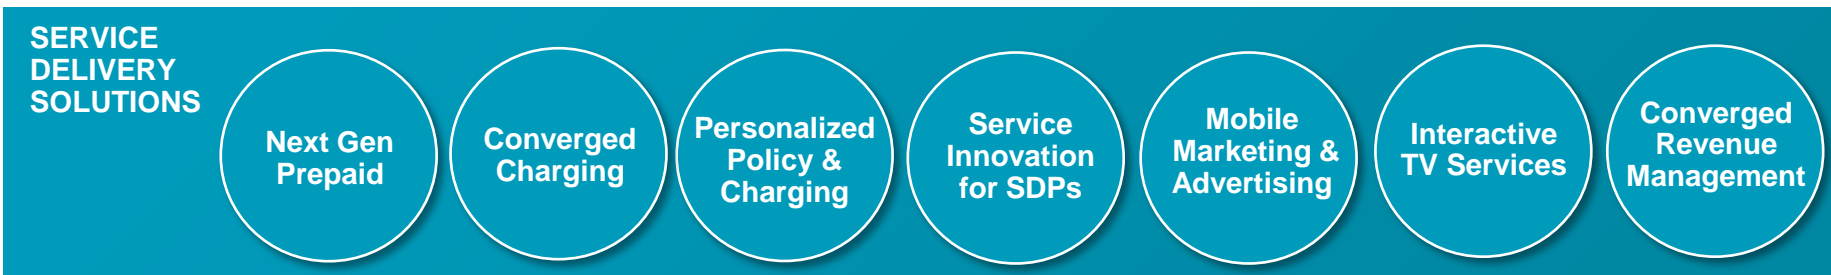 SERVICE
DELIVERY
SOLUTIONS
Next Gen
Prepaid
Converged
Charging
Personalized
Policy &
Charging
Service
Innovation
for SDPs
Mobile
Marketing &
Advertising
Interactive
TV Services
Converged
Revenue
Management